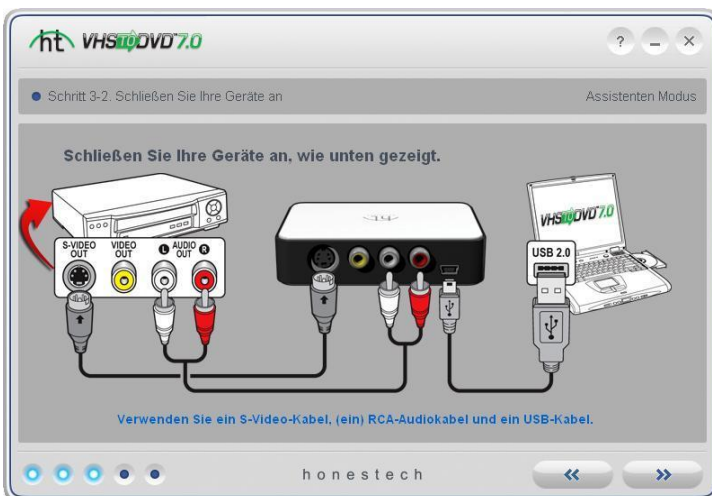 ht VHS TO DVD 7.0
?
Schritt 3-2. Schließen Sie Ihre Geräte an
Assistenten Modus
Schließen Sie Ihre Geräte an, wie unten gezeigt.
S-VIDEO OUT
VIDEO OUT
L AUDIO OUT R
ht
VHS TO DVD 7.0
USB 2.0
Verwenden Sie ein S-Video-Kabel, (ein) RCA-Audiokabel und ein USB-Kabel.
honestech